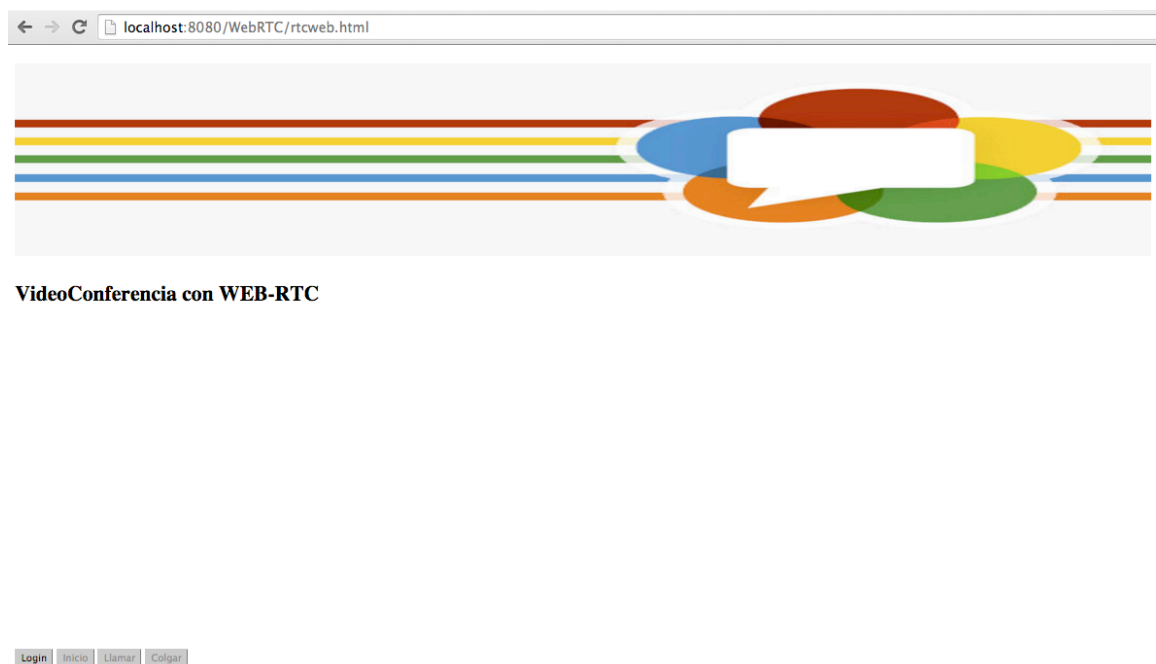 localhost:8080/WebRTC/rtcweb.html
VideoConferencia con WEB-RTC
Login Inicio Llamar Colgar